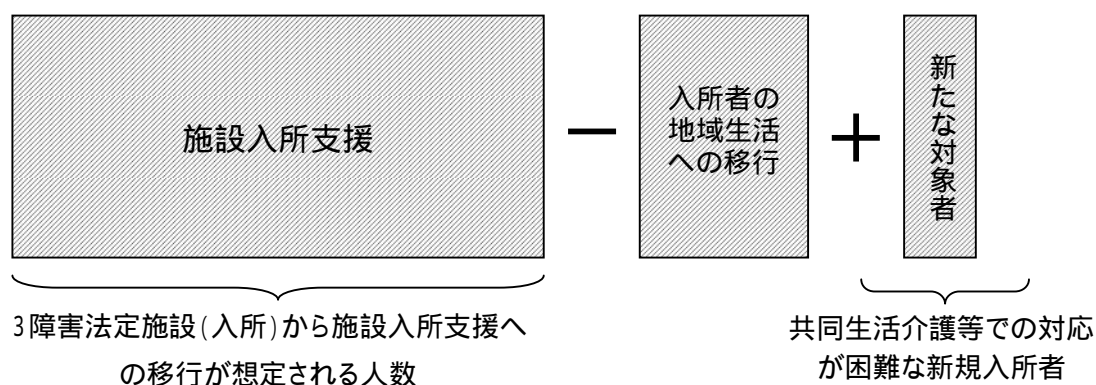 施設入所支援
－
入所者の
地域生活
への移行
＋
新たな対象者
3障害法定施設(入所)から施設入所支援へ
の移行が想定される人数
共同生活介護等での対応
が困難な新規入所者